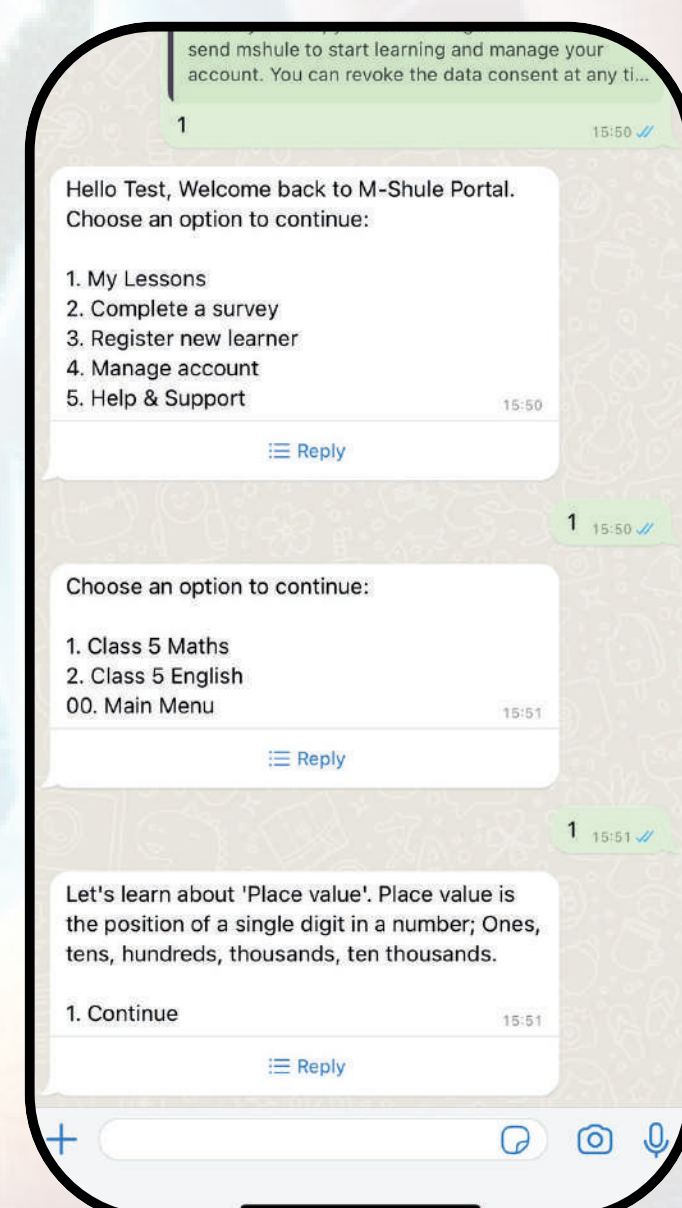 send mshule to start learning and manage your
account. You can revoke the data consent at any ti...
1
15:50
Hello Test, Welcome back to M-Shule Portal.
Choose an option to continue:
1. My Lessons
2. Complete a survey
3. Register new learner
4. Manage account
5. Help & Support
15:50
Reply
1 15:50
Choose an option to continue:
1. Class 5 Maths
2. Class 5 English
00. Main Menu
15:51
Reply
1 15:51
Let's learn about 'Place value'. Place value is
the position of a single digit in a number; Ones,
tens, hundreds, thousands, ten thousands.
1. Continue
15:51
Reply